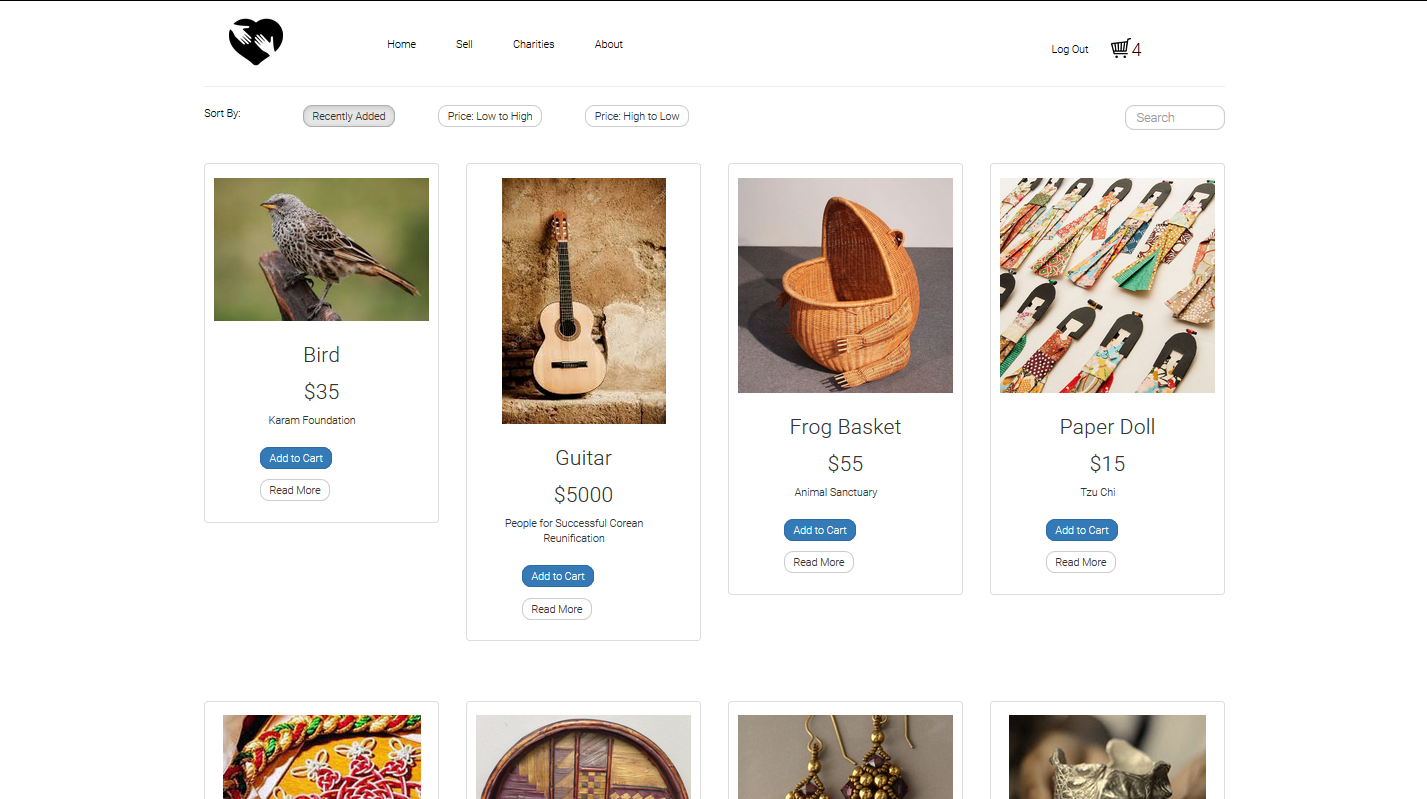 Home
Sell
Charities
About
Log Out
4
Sort By:
Recently Added
Price: Low to High
Price: High to Low
Search
Bird
$35
Karam Foundation
Add to Cart
Read More
Guitar
$5000
People for Successful Corean
Reunification
Add to Cart
Read More
Frog Basket
$55
Animal Sanctuary
Add to Cart
Read More
Paper Doll
$15
Tzu Chi
Add to Cart
Read More